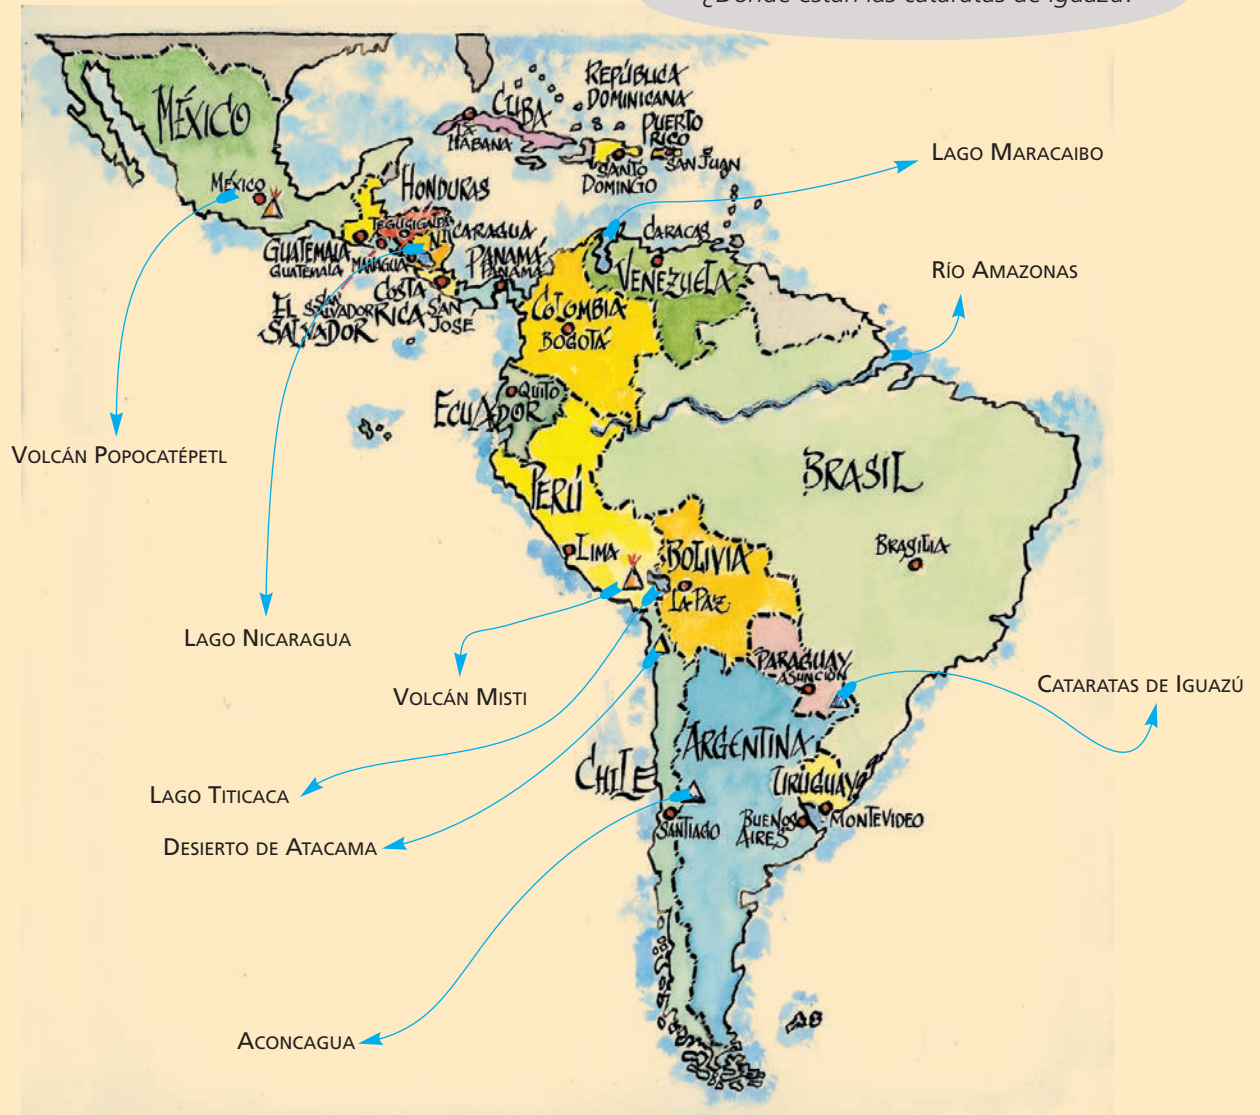 ¿Dónde están las cataratas de Iguazú?
MÉXICO
MÉXICO
CUBA
LA
HABANA
REPÚBLICA
DOMINICANA
PUERTO
RICO
SANTO
DOMINGO
SAN JUAN
LAGO MARACAIBO
HONDURAS
TEGUCIGALPA
NICARAGUA
MANAGUA
GUATEMALA
GUATEMALA
EL
SALVADOR
SAN
SALVADOR
COSTA
RICA
SAN
JOSÉ
PANAMÁ
PANAMÁ
CARACAS
VENEZUELA
RÍO AMAZONAS
COLOMBIA
BOGOTÁ
QUITO
ECUADOR
VOLCÁN POPOCATÉPETL
BRASIL
BRASILIA
PERÚ
LIMA
BOLIVIA
LA PAZ
LAGO NICARAGUA
VOLCÁN MISTI
PARAGUAY
ASUNCIÓN
CATARATAS DE IGUAZÚ
ARGENTINA
CHILE
URUGUAY
LAGO TITICACA
SANTIAGO
BUENOS
AIRES
MONTEVIDEO
DESIERTO DE ATACAMA
ACONCAGUA